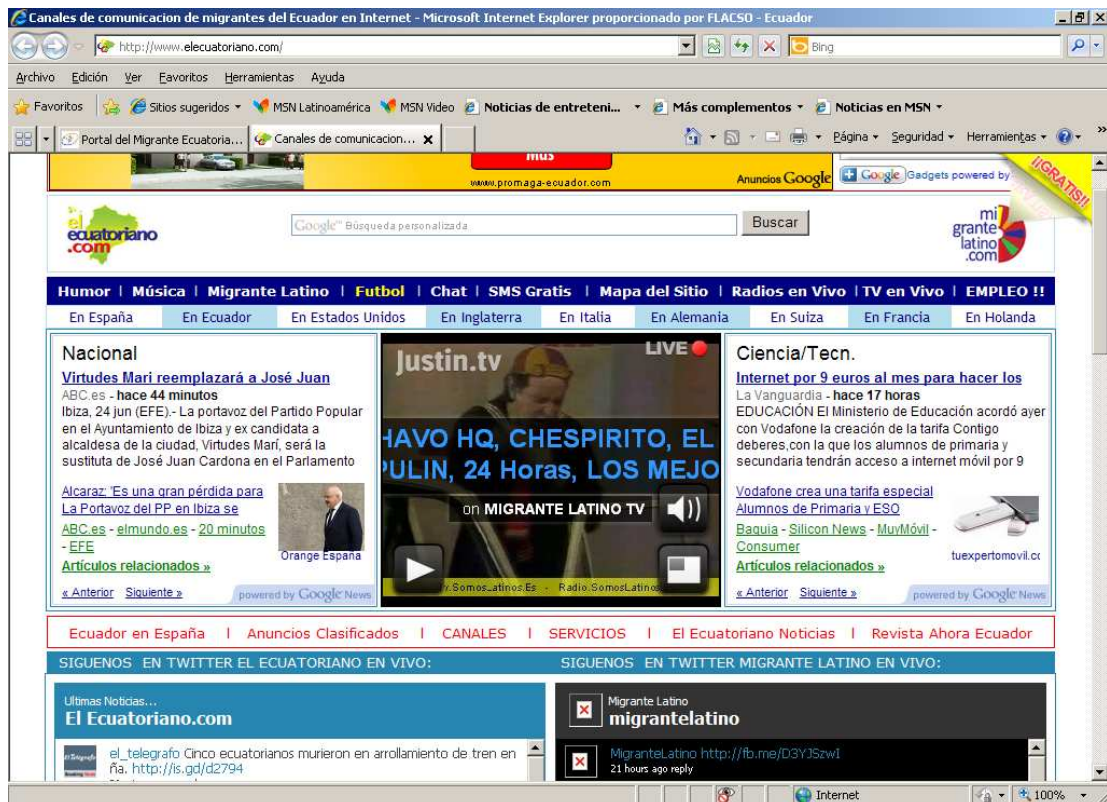 Canales de comunicacion de migrantes del Ecuador en Internet - Microsoft Internet Explorer proporcionado por FLACSO - Ecuador
http://www.elecuatoriano.com/
Bing
Archivo Edición Ver Favoritos Herramientas Ayuda
Favoritos Sitios sugeridos MSN Latinoamérica MSN Video Noticias de entreteni... Más complementos Noticias en MSN
Portal del Migrante Ecuatoria... Canales de comunicacion... X Página Seguridad Herramientas »
Mas
www.promaga-ecuador.com
Anuncios Google
Google Gadgets powered by
¡¡GRATIS!!
el
ecuatoriano
.com
Google™ Búsqueda personalizada
Buscar
mi
grante
latino
.com
Humor | Música | Migrante Latino | Futbol | Chat | SMS Gratis | Mapa del Sitio | Radios en Vivo | TV en Vivo | EMPLEO !!
En España En Ecuador En Estados Unidos En Inglaterra En Italia En Alemania En Suiza En Francia En Holanda
Nacional
Virtudes Mari reemplazará a José Juan
ABC.es - hace 44 minutos
Ibiza, 24 jun (EFE).- La portavoz del Partido Popular
en el Ayuntamiento de Ibiza y ex candidata a
alcaldesa de la ciudad, Virtudes Marí, será la
sustituta de José Juan Cardona en el Parlamento
Alcaraz: 'Es una gran pérdida para
La Portavoz del PP en Ibiza se
ABC.es - elmundo.es - 20 minutos
- EFE
Orange España
Artículos relacionados »
« Anterior Siguiente »
powered by Google News
Justin.tv
LIVE
HAVO HQ, CHESPIRITO, EL
PULIN, 24 Horas, LOS MEJO
on MIGRANTE LATINO TV
.SomosLatinos.Es - Radio.SomosLatinos
Ciencia/Tecn.
Internet por 9 euros al mes para hacer los
La Vanguardia - hace 17 horas
EDUCACIÓN El Ministerio de Educación acordó ayer
con Vodafone la creación de la tarifa Contigo
deberes,con la que los alumnos de primaria y
secundaria tendrán acceso a internet móvil por 9
Vodafone crea una tarifa especial
Alumnos de Primaria y ESO
Baquia - Silicon News - MuyMóvil -
Consumer
tuexpertomovil.cc
Artículos relacionados »
« Anterior Siguiente »
powered by Google News
Ecuador en España | Anuncios Clasificados | CANALES | SERVICIOS | El Ecuatoriano Noticias | Revista Ahora Ecuador
SIGUENOS EN TWITTER EL ECUATORIANO EN VIVO:
SIGUENOS EN TWITTER MIGRANTE LATINO EN VIVO:
Ultimas Noticias...
El Ecuatoriano.com
el_telegrafo Cinco ecuatorianos murieron en arrollamiento de tren en
ña. http://is.gd/d2794
Migrante Latino
migrantelatino
MigranteLatino http://fb.me/D3YJSzwI
21 hours ago reply
Internet
100%